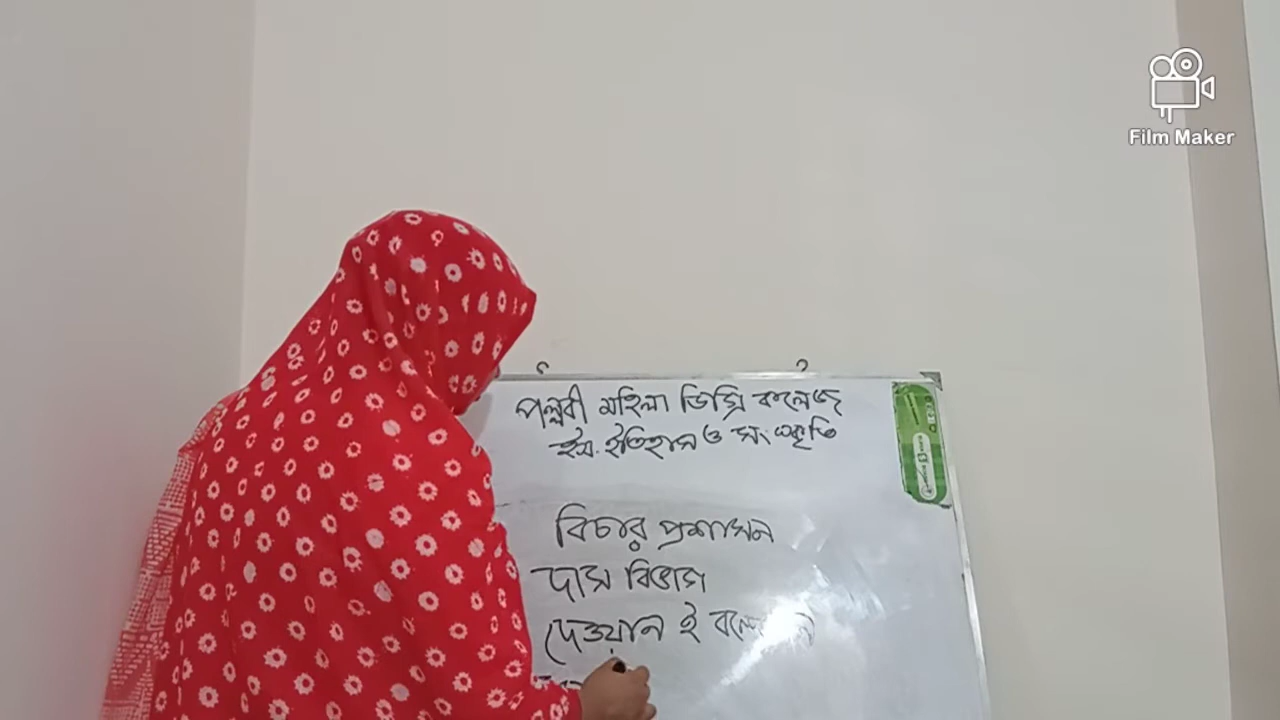 Film Maker
পল্লবী মহিলা ডিগ্রি কলেজ
ইস. ইতিহাস ও সংস্কৃতি
বিচার প্রশাসন
দাস বিভাগ
দেওয়ান ই